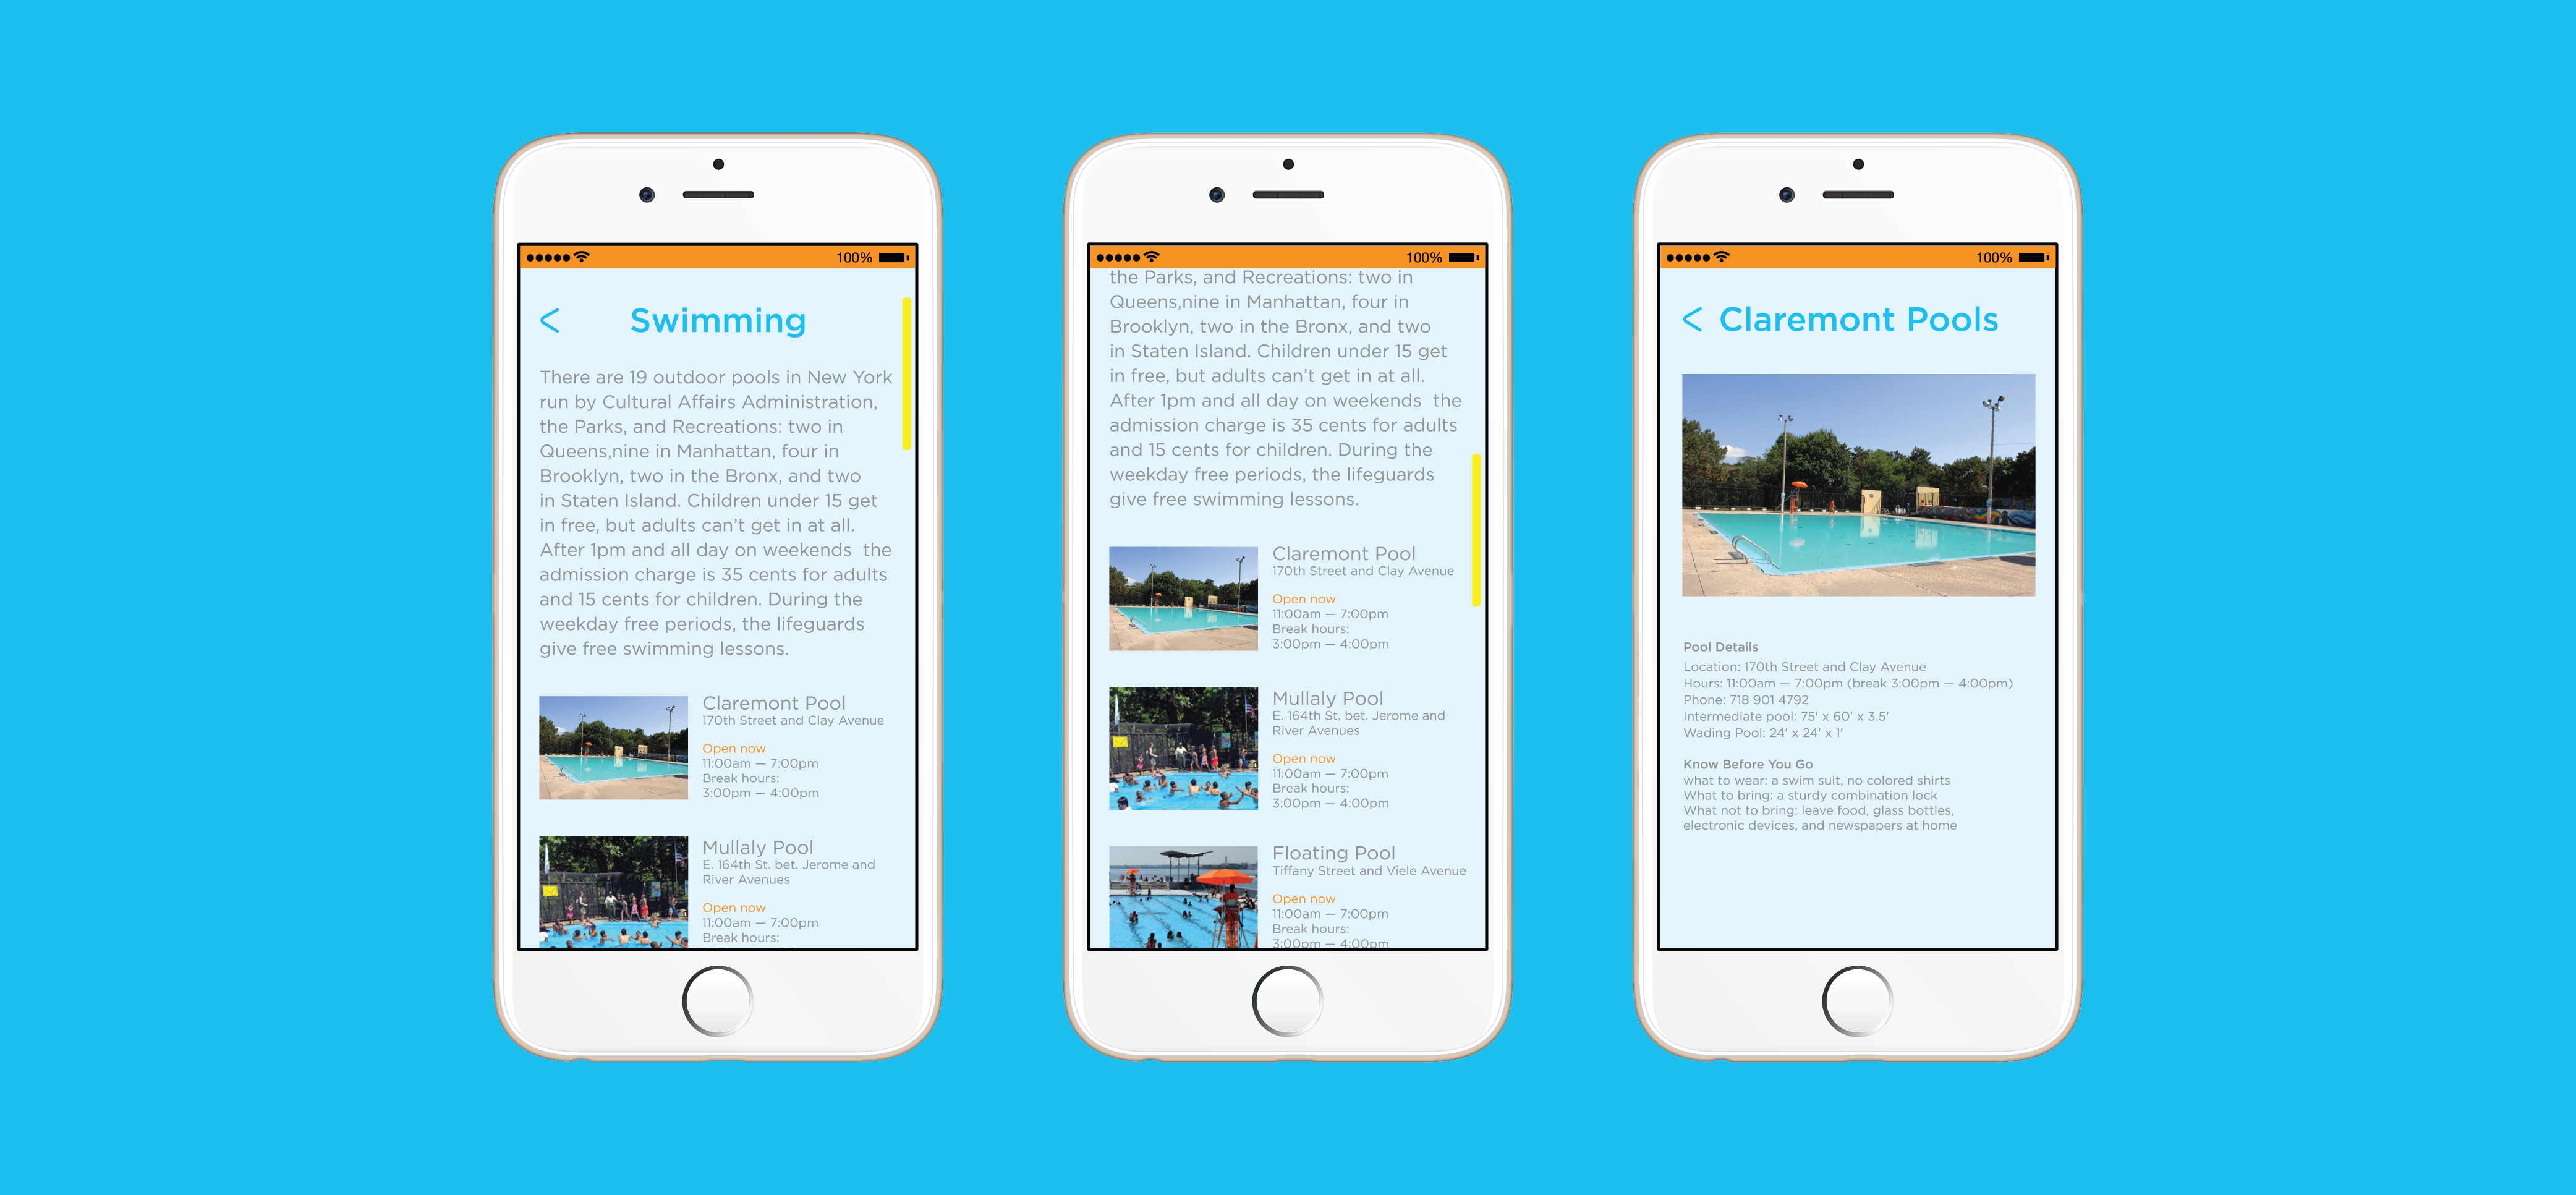 100%
< Swimming
There are 19 outdoor pools in New York
run by Cultural Affairs Administration,
the Parks, and Recreations: two in
Queens,nine in Manhattan, four in
Brooklyn, two in the Bronx, and two
in Staten Island. Children under 15 get
in free, but adults can't get in at all.
After 1pm and all day on weekends  the
admission charge is 35 cents for adults
and 15 cents for children. During the
weekday free periods, the lifeguards
give free swimming lessons.
Claremont Pool
170th Street and Clay Avenue
Open now
11:00am — 7:00pm
Break hours:
3:00pm — 4:00pm
Mullaly Pool
E. 164th St. bet. Jerome and
River Avenues
Open now
11:00am — 7:00pm
Break hours:
100%
the Parks, and Recreations: two in
Queens,nine in Manhattan, four in
Brooklyn, two in the Bronx, and two
in Staten Island. Children under 15 get
in free, but adults can't get in at all.
After 1pm and all day on weekends  the
admission charge is 35 cents for adults
and 15 cents for children. During the
weekday free periods, the lifeguards
give free swimming lessons.
Claremont Pool
170th Street and Clay Avenue
Open now
11:00am — 7:00pm
Break hours:
3:00pm — 4:00pm
Mullaly Pool
E. 164th St. bet. Jerome and
River Avenues
Open now
11:00am — 7:00pm
Break hours:
3:00pm — 4:00pm
Floating Pool
Tiffany Street and Viele Avenue
Open now
11:00am — 7:00pm
Break hours:
3:00pm — 4:00pm
100%
< Claremont Pools
Pool Details
Location: 170th Street and Clay Avenue
Hours: 11:00am — 7:00pm (break 3:00pm — 4:00pm)
Phone: 718 901 4792
Intermediate pool: 75' x 60' x 3.5'
Wading Pool: 24' x 24' x 1'
Know Before You Go
what to wear: a swim suit, no colored shirts
What to bring: a sturdy combination lock
What not to bring: leave food, glass bottles,
electronic devices, and newspapers at home